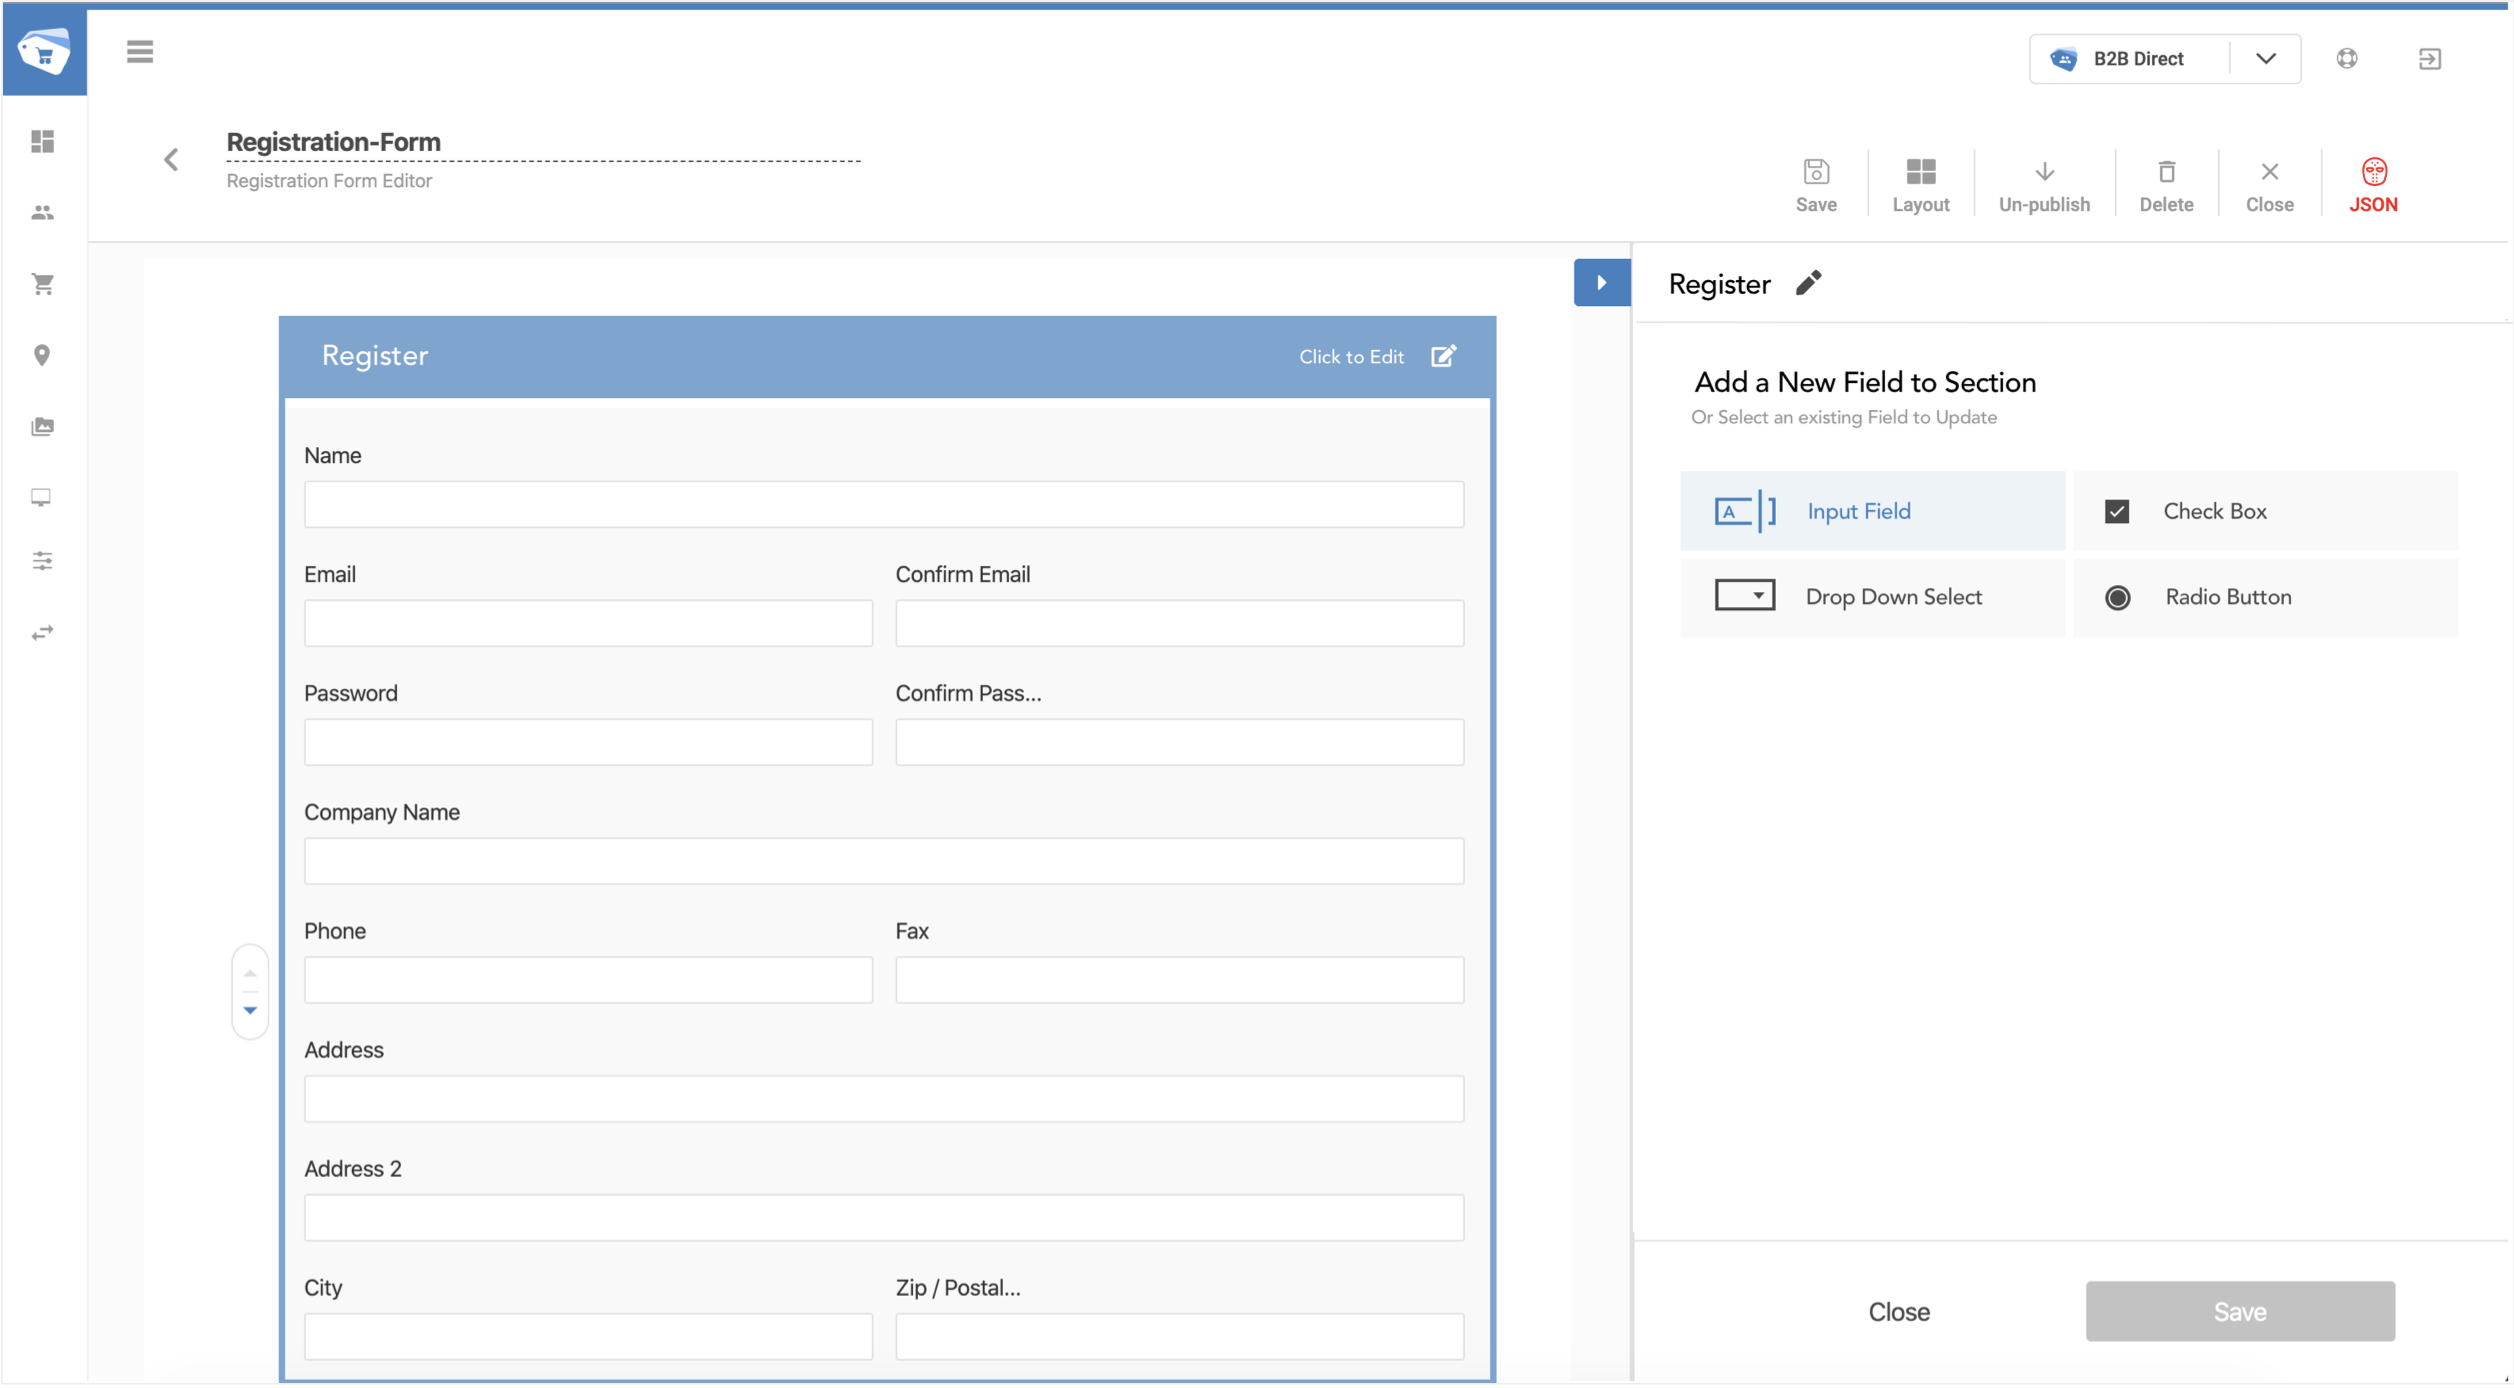 B2B Direct
Registration-Form
Registration Form Editor
Save
Layout
Un-publish
Delete
Close
JSON
Register
Click to Edit
Name
Email
Confirm Email
Password
Confirm Pass...
Company Name
Phone
Fax
Address
Address 2
City
Zip / Postal...
Register
Add a New Field to Section
Or Select an existing Field to Update
A
Input Field
Check Box
Drop Down Select
Radio Button
Close
Save